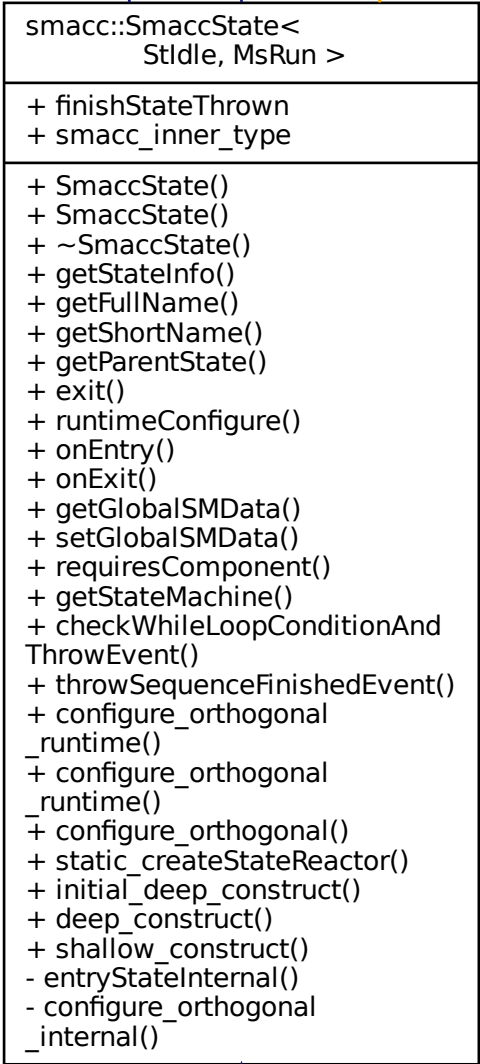 smacc::SmaccState<
StIdle, MsRun >
+ finishStateThrown
+ smacc_inner_type
+ SmaccState()
+ SmaccState()
+ ~SmaccState()
+ getStateInfo()
+ getFullName()
+ getShortName()
+ getParentState()
+ exit()
+ runtimeConfigure()
+ onEntry()
+ onExit()
+ getGlobalSMData()
+ setGlobalSMData()
+ requiresComponent()
+ getStateMachine()
+ checkWhileLoopConditionAnd
ThrowEvent()
+ throwSequenceFinishedEvent()
+ configure_orthogonal
_runtime()
+ configure_orthogonal
_runtime()
+ configure_orthogonal()
+ static_createStateReactor()
+ initial_deep_construct()
+ deep_construct()
+ shallow_construct()
- entryStateInternal()
- configure_orthogonal
_internal()